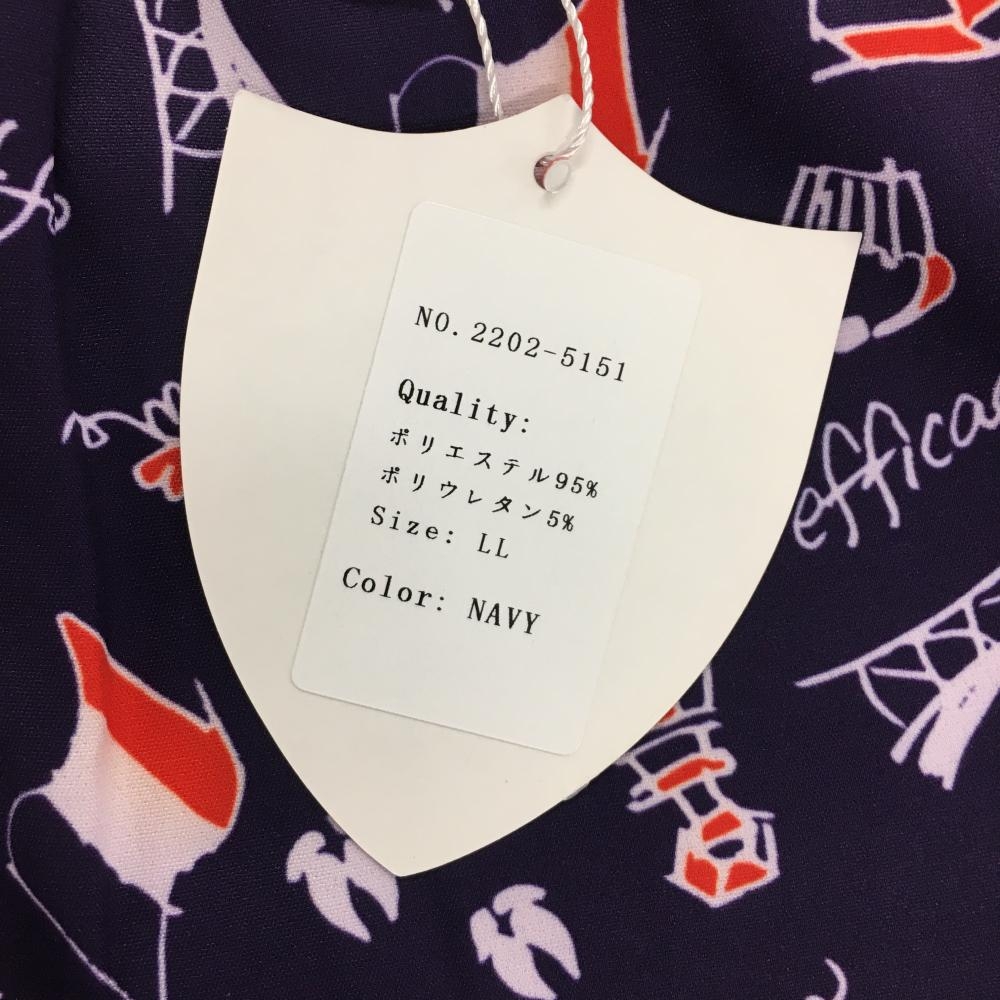 NO.2202-5151
Quality:
ポリエステル95%
ポリウレタン5%
Size: LL
Color: NAVY
effica